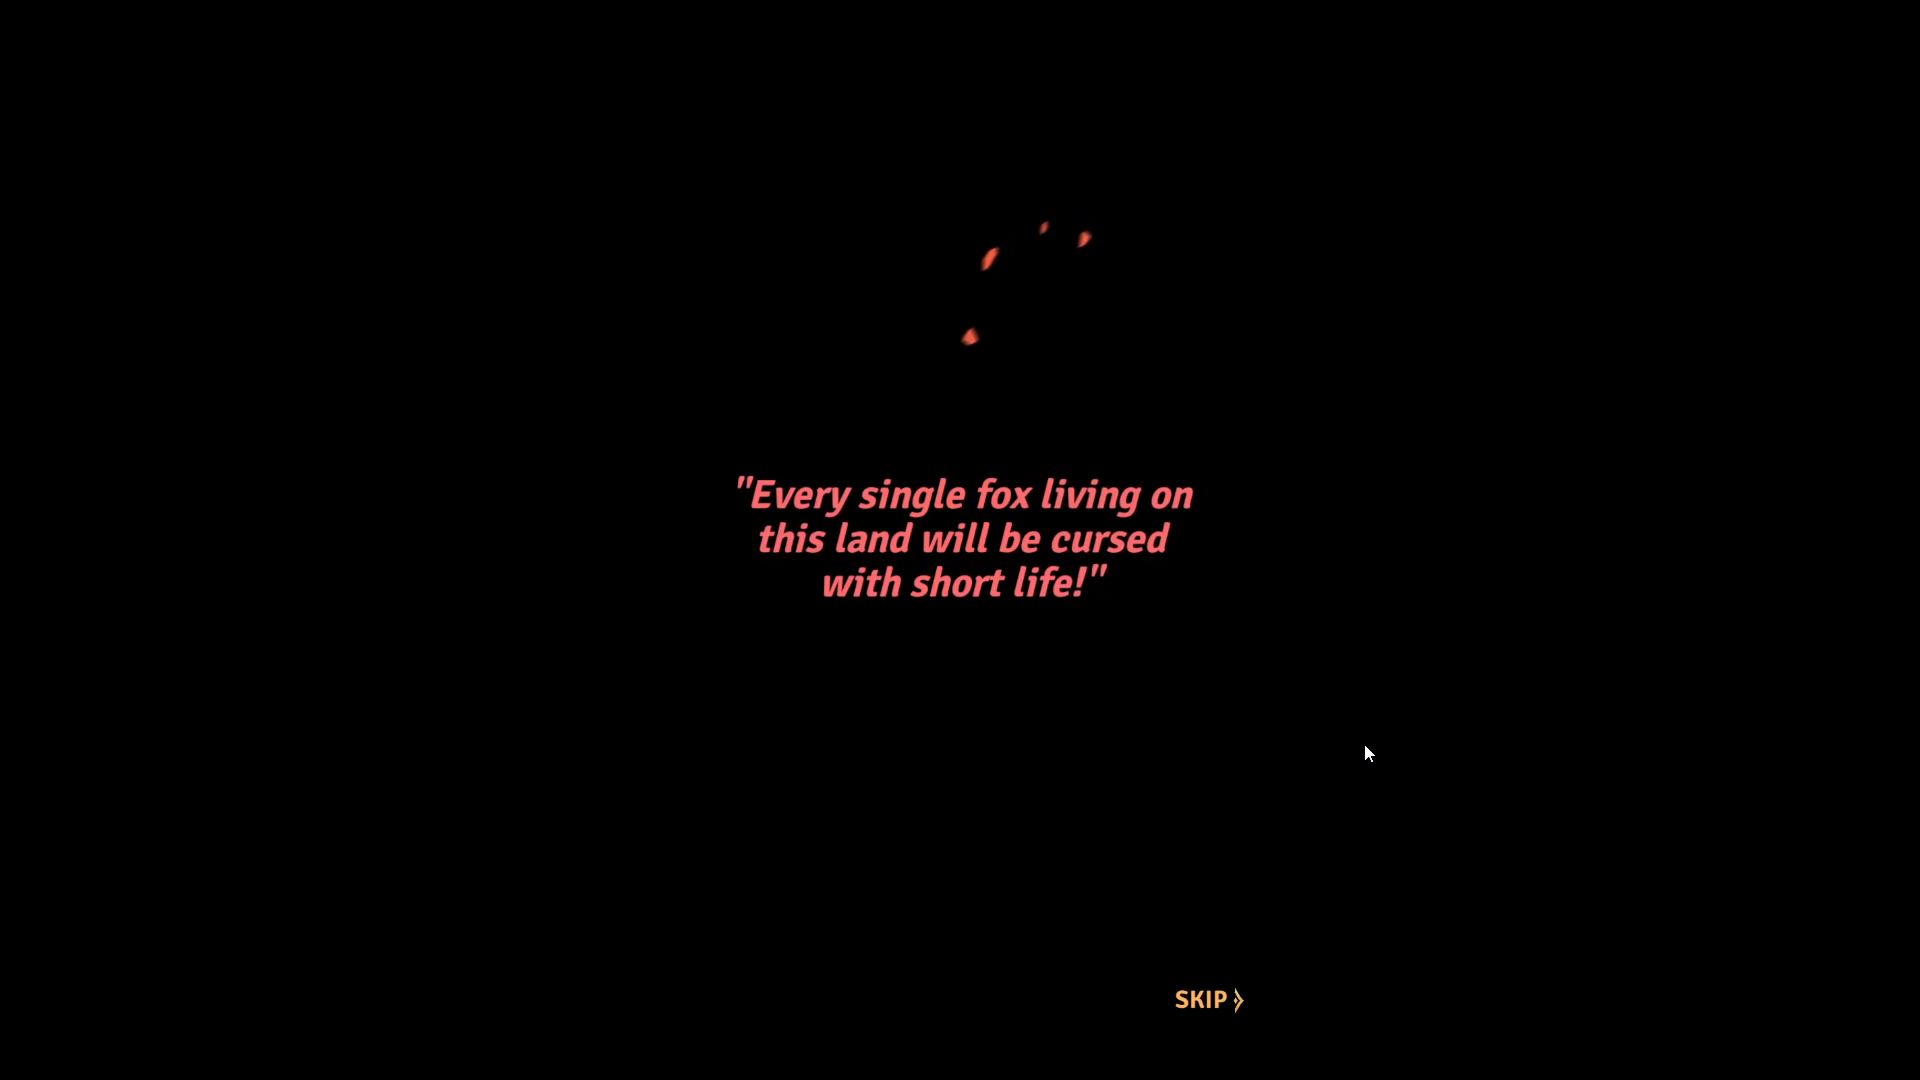 "Every single fox living on
this land will be cursed
with short life!"
SKIP